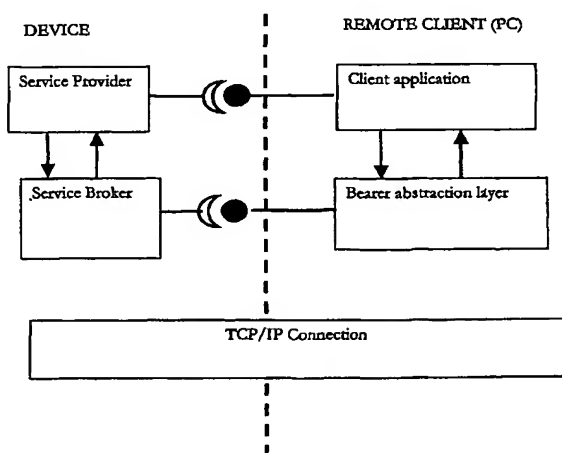 DEVICE
REMOTE CLIENT (PC)
Service Provider
Client application
Service Broker
Bearer abstraction layer
TCP/IP Connection